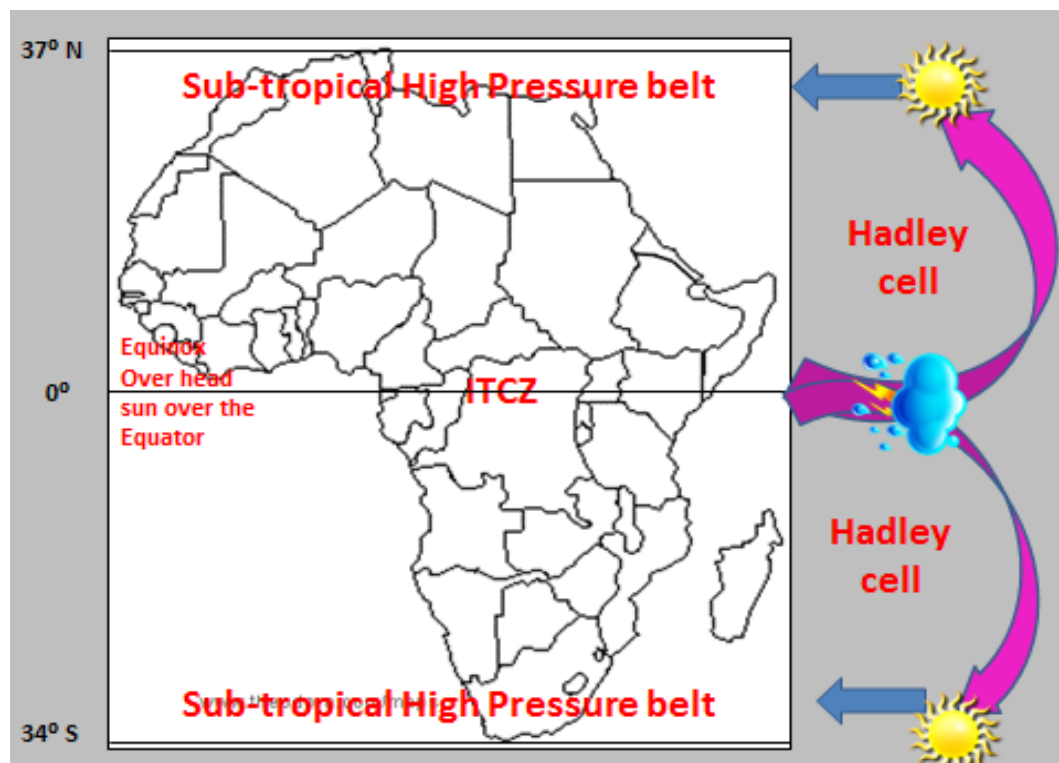 37° N
Sub-tropical High Pressure belt
Hadley
cell
Equinox
Over head
sun over the
Equator
0°
ITCZ
Hadley
cell
Sub-tropical High Pressure belt
34° S